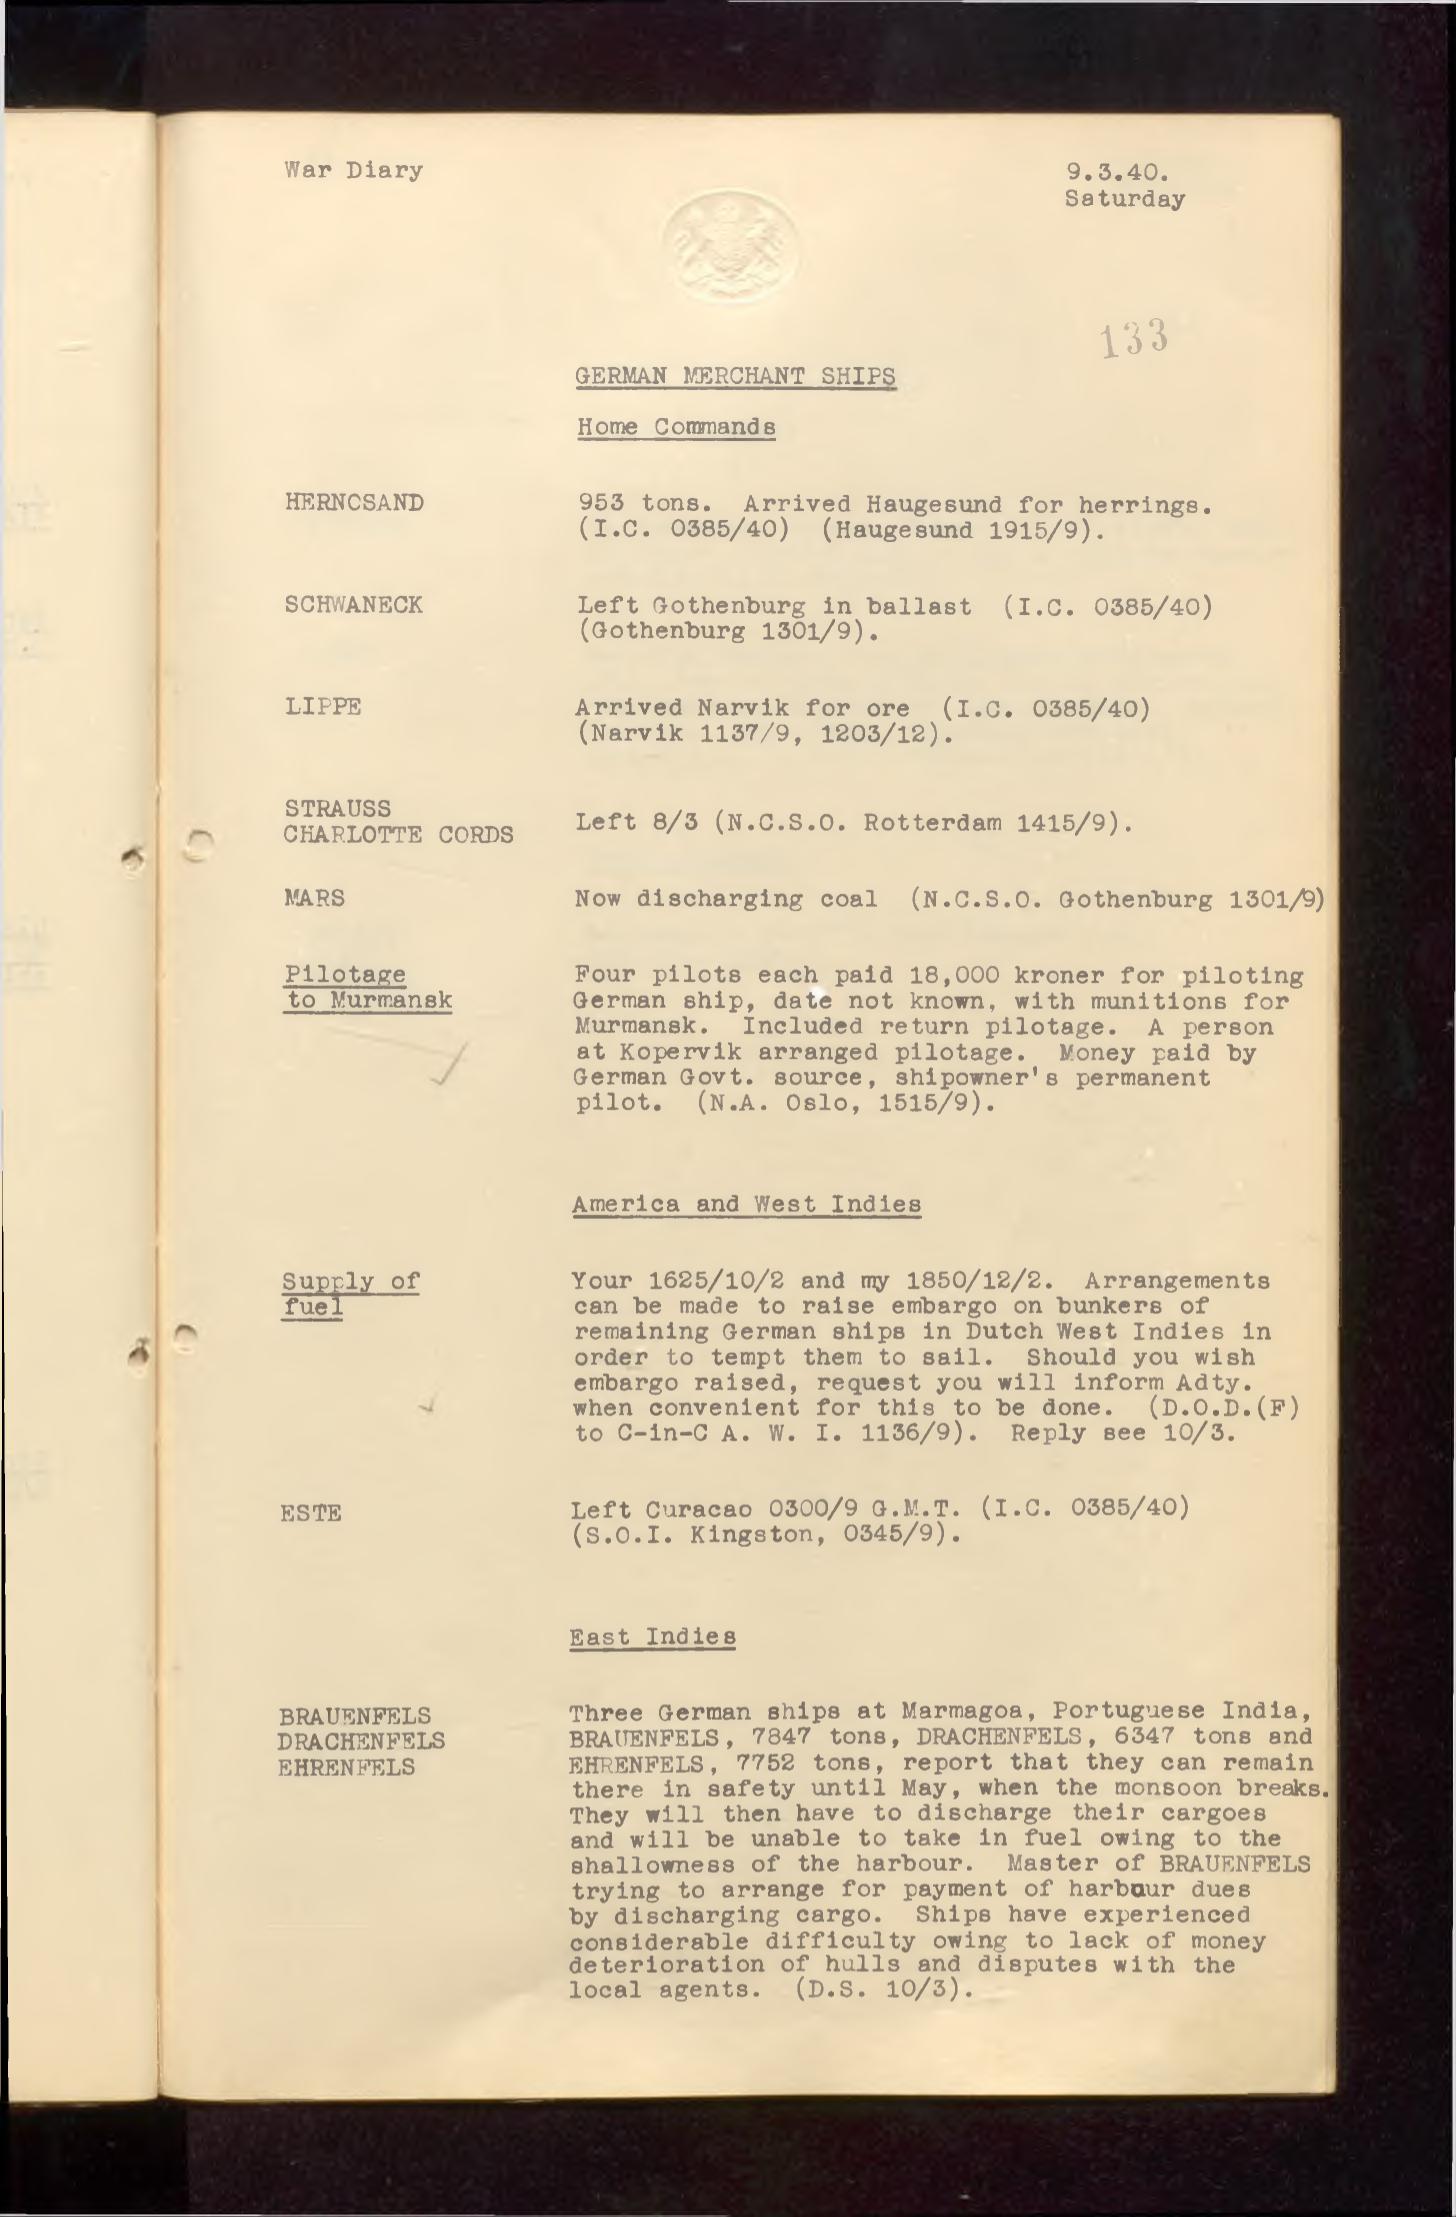 War Diary
9.3.40.
Saturday
133
GERMAN MERCHANT SHIPS
Home Commands
HERNCSAND
953 tons. Arrived Haugesund for herrings.
(I.C. 0385/40) (Haugesund 1915/9).
SCHWANECK
Left Gothenburg in ballast (I.C. 0385/40)
(Gothenburg 1301/9).
LIPPE
Arrived Narvik for ore (I.C. 0385/40)
(Narvik 1137/9, 1203/12).
STRAUSS
CHARLOTTE CORDS
Left 8/3 (N.C.S.O. Rotterdam 1415/9).
MARS
Now discharging coal (N.C.S.O. Gothenburg 1301/9)
Pilotage
to Murmansk
Four pilots each paid 18,000 kroner for piloting
German ship, date not known, with munitions for
Murmansk. Included return pilotage. A person
at Kopervik arranged pilotage. Money paid by
German Govt. source, shipowner's permanent
pilot. (N.A. Oslo, 1515/9).
America and West Indies
Supply of
fuel
Your 1625/10/2 and my 1850/12/2. Arrangements
can be made to raise embargo on bunkers of
remaining German ships in Dutch West Indies in
order to tempt them to sail. Should you wish
embargo raised, request you will inform Adty.
when convenient for this to be done. (D.O.D.(F)
to C-in-C A. W. I. 1136/9). Reply see 10/3.
ESTE
Left Curacao 0300/9 G.M.T. (I.C. 0385/40)
(S.O.I. Kingston, 0345/9).
East Indies
BRAUENFELS
DRACHENFELS
EHRENFELS
Three German ships at Marmagoa, Portuguese India,
BRAUENFELS, 7847 tons, DRACHENFELS, 6347 tons and
EHRENFELS, 7752 tons, report that they can remain
there in safety until May, when the monsoon breaks.
They will then have to discharge their cargoes
and will be unable to take in fuel owing to the
shallowness of the harbour. Master of BRAUENFELS
trying to arrange for payment of harbour dues
by discharging cargo. Ships have experienced
considerable difficulty owing to lack of money
deterioration of hulls and disputes with the
local agents. (D.S. 10/3).